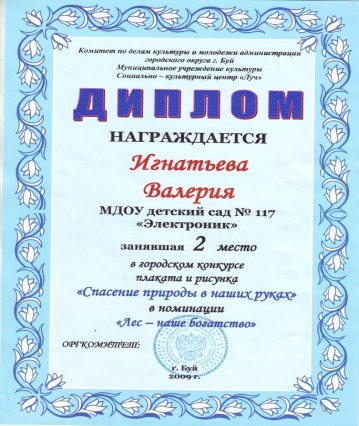 Комитет по делам культуры и молодежи администрации
городского округа г. Буй
Муниципальное учреждение культуры
Социально – культурный центр «Луч»
ДИПЛОМ
НАГРАЖДАЕТСЯ
Игнатьева
Валерия
МДОУ детский сад № 117
«Электроник»
занявшая 2 место
в городском конкурсе
плаката и рисунка
«Спасение природы в наших руках»
в номинации
«Лес – наше богатство»
ОРГКОМИТЕТ:
г. Буй
2009 г.